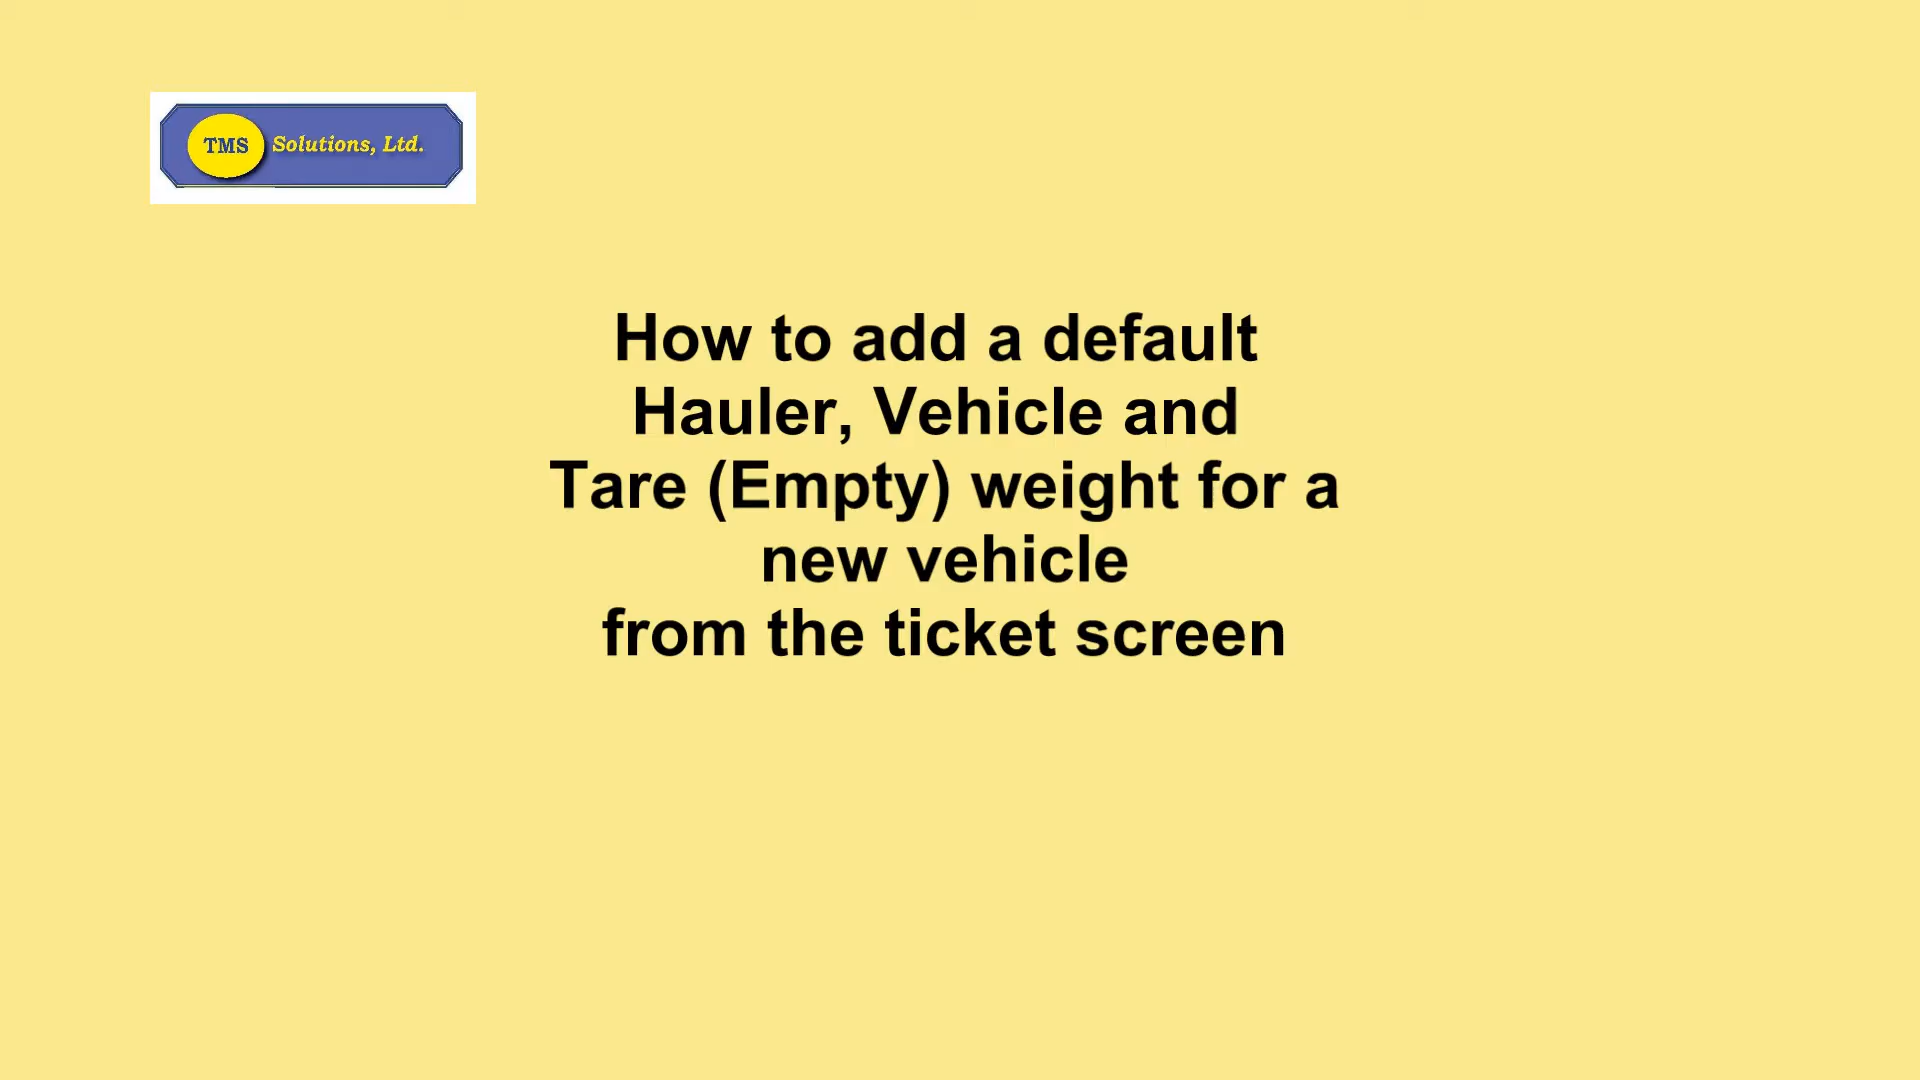 TMS Solutions, Ltd.
How to add a default
Hauler, Vehicle and
Tare (Empty) weight for a
new vehicle
from the ticket screen